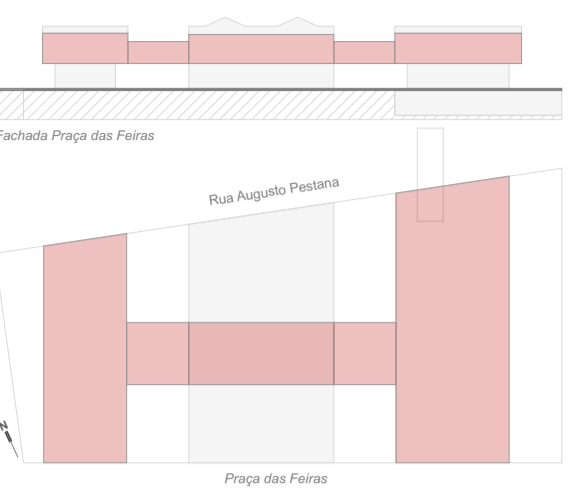 Fachada Praça das Feiras
Rua Augusto Pestana
N
Praça das Feiras